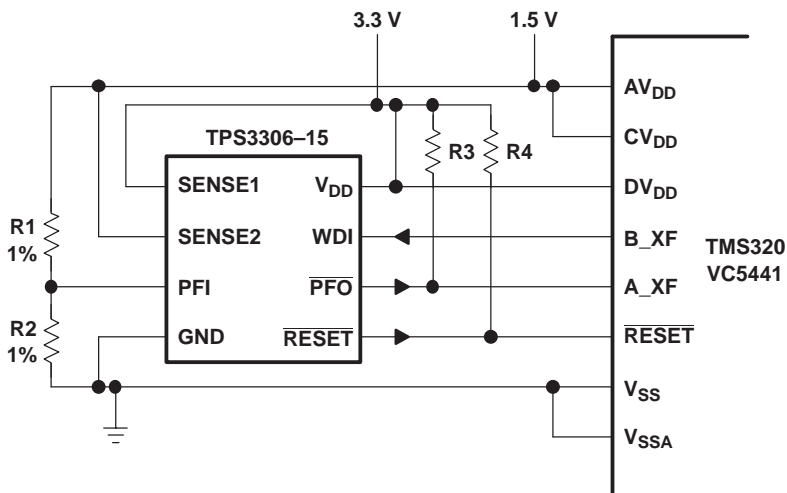 3.3 V
1.5 V
AVDD
TPS3306–15
R3
R4
CVDD
SENSE1
VDD
DVDD
R1
1%
SENSE2
WDI
B_XF
TMS320
VC5441
PFI
PFO
A_XF
R2
1%
GND
RESET
RESET
VSS
VSSA